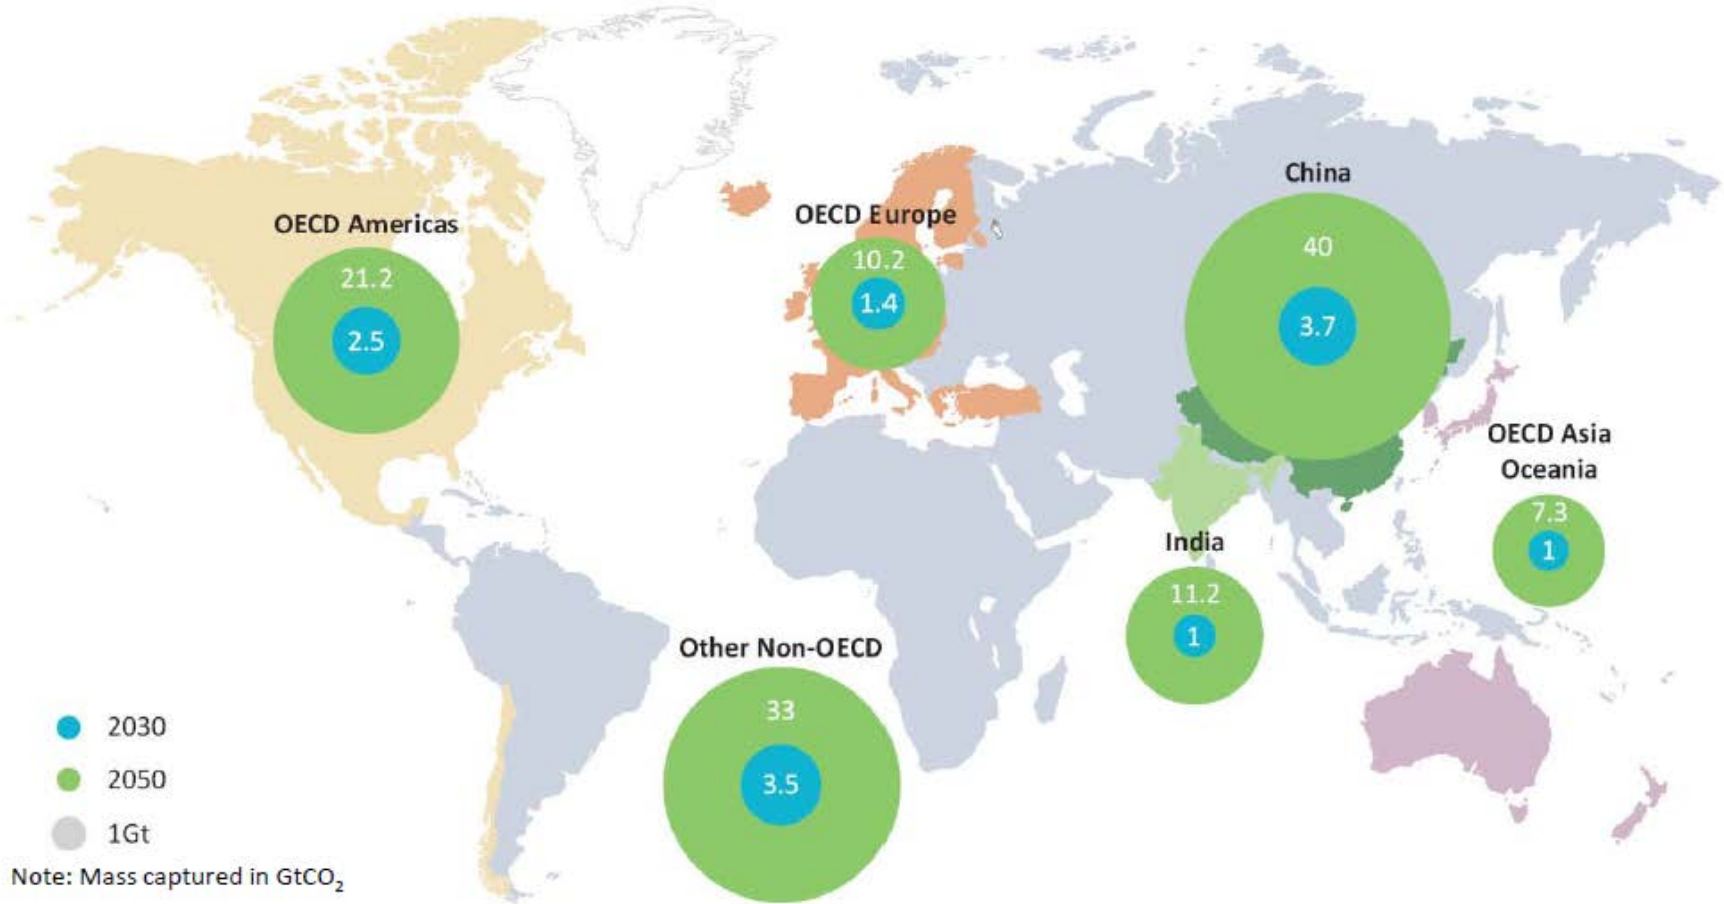 China
OECD Americas
21.2
2.5
OECD Europe
10.2
1.4
40
3.7
OECD Asia
Oceania
7.3
1
India
11.2
1
Other Non-OECD
33
3.5
2030
2050
1Gt
Note: Mass captured in GtCO₂